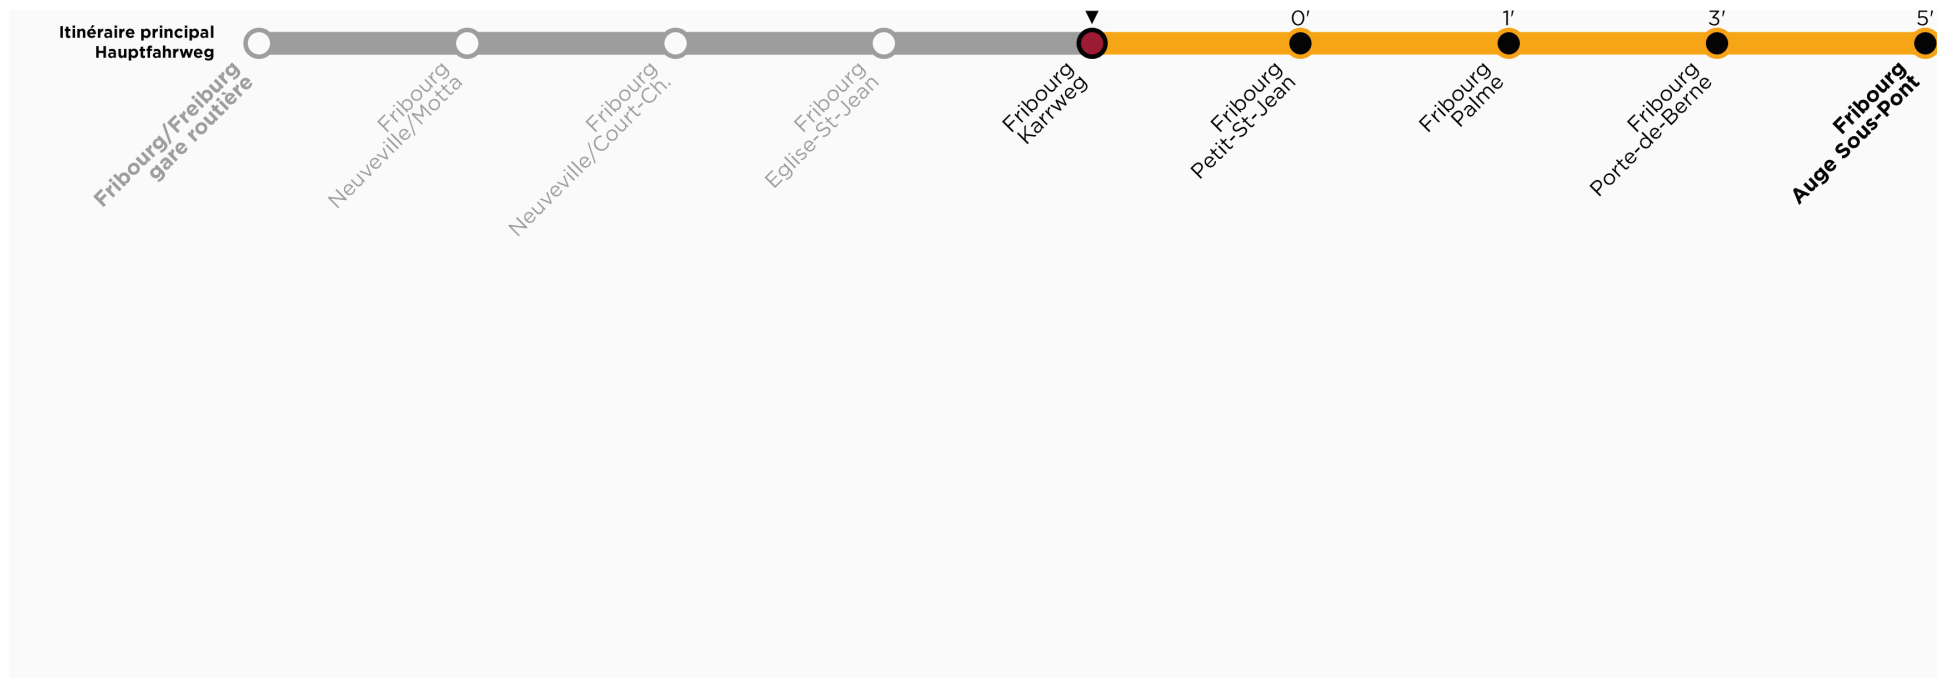 Itinéraire principal
Hauptfahrweg
▼
0'
1'
3'
5'
Fribourg/Freiburg
gare routière
Fribourg
Neuveville/Motta
Fribourg
Neuveville/Court-Ch.
Fribourg
Eglise-St-Jean
Fribourg
Karrweg
Fribourg
Petit-St-Jean
Fribourg
Palme
Fribourg
Porte-de-Berne
Fribourg
Auge Sous-Pont